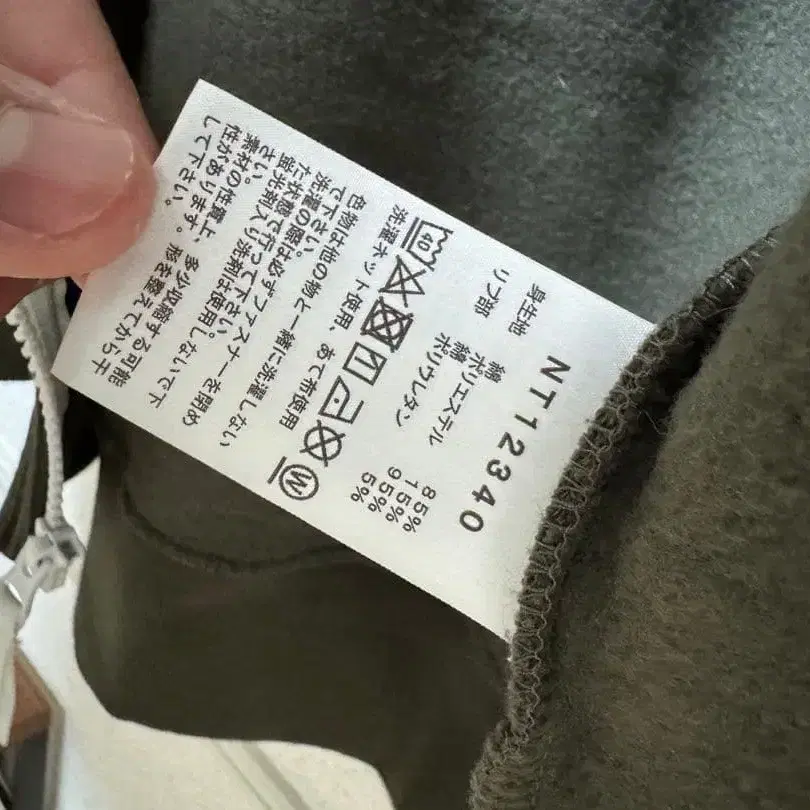 NT12340
身生地 綿 85%
ポリエステル 15%
リブ部 綿 95%
ポリウレタン 5%
40 W
洗濯ネット使用、あて布使用
色物は他の物と一緒に洗濯しない
で下さい。
洗濯の際は必ずファスナーを閉め
た状態で行って下さい。
蛍光剤入り洗剤は使用しないで下
さい。
素材の性質上、多少収縮する可能
性があります。 形を整えてから干
して下さい。